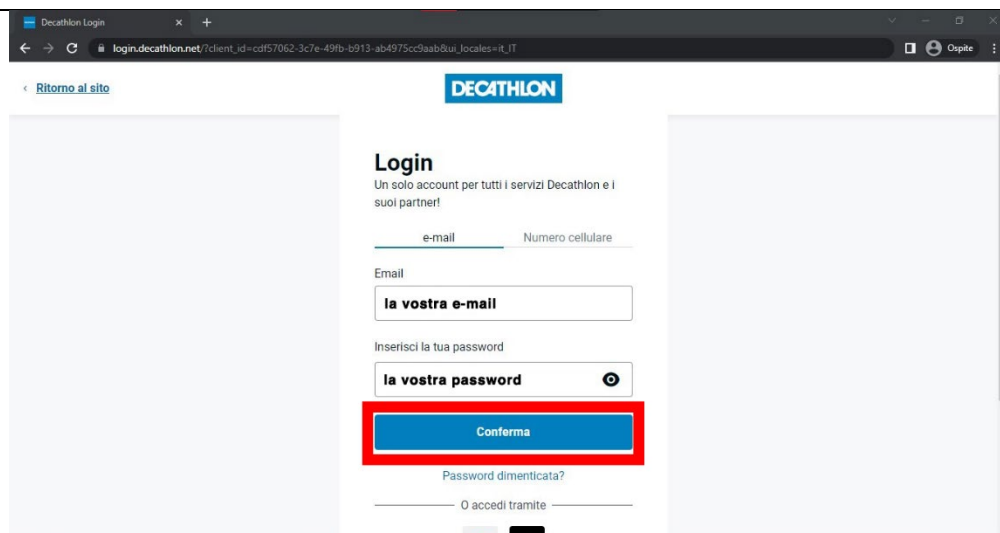 Decathlon Login
login.decathlon.net/?client_id=cdf57062-3c7e-49fb-b913-ab4975cc9aab&ui_locales=it_IT
Ospite
Ritorno al sito
DECATHLON
Login
Un solo account per tutti i servizi Decathlon e i
suoi partner!
e-mail Numero cellulare
Email
la vostra e-mail
Inserisci la tua password
la vostra password
Conferma
Password dimenticata?
O accedi tramite